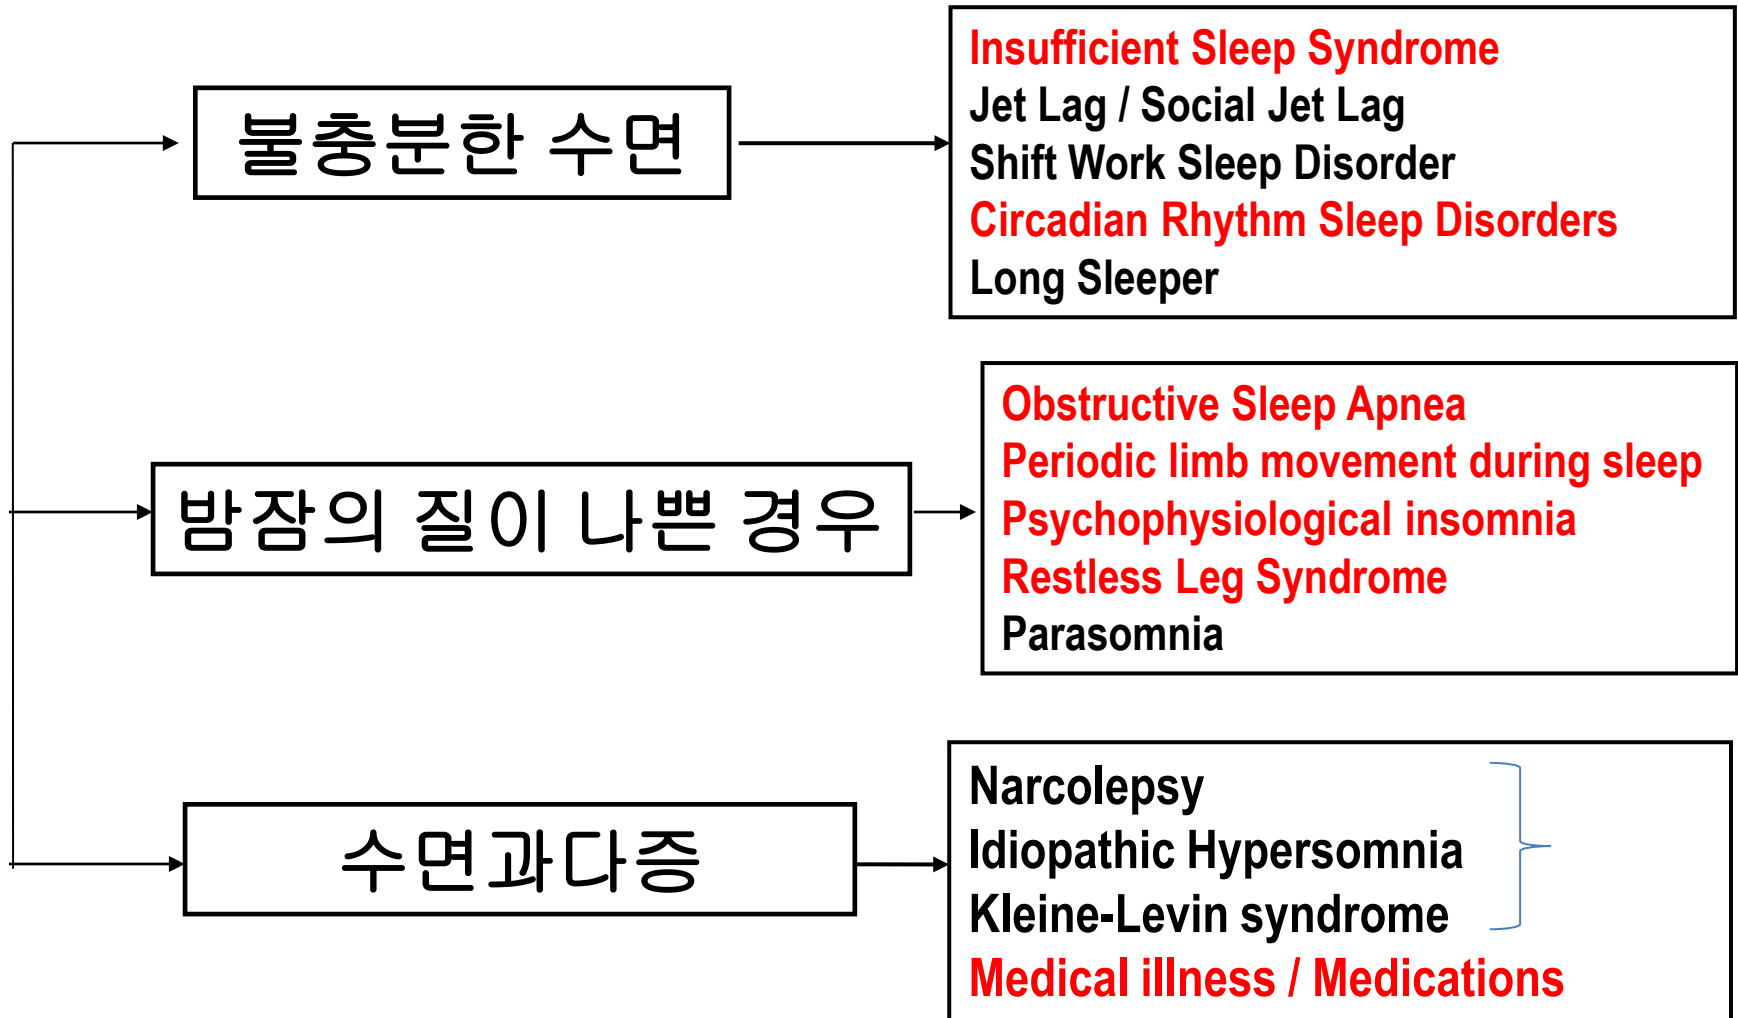 불충분한 수면
Insufficient Sleep Syndrome
Jet Lag / Social Jet Lag
Shift Work Sleep Disorder
Circadian Rhythm Sleep Disorders
Long Sleeper
밤잠의 질이 나쁜 경우
Obstructive Sleep Apnea
Periodic limb movement during sleep
Psychophysiological insomnia
Restless Leg Syndrome
Parasomnia
수면과다증
Narcolepsy
Idiopathic Hypersomnia
Kleine-Levin syndrome
Medical illness / Medications